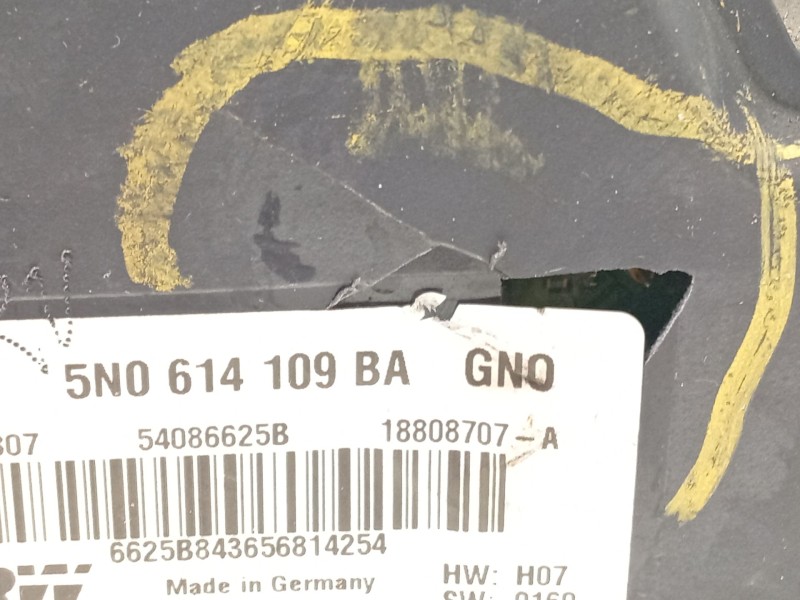 5N0 614 109 BA GNO
54086625B 18808707-A
6625B843656814254
Made in Germany
HW: H07